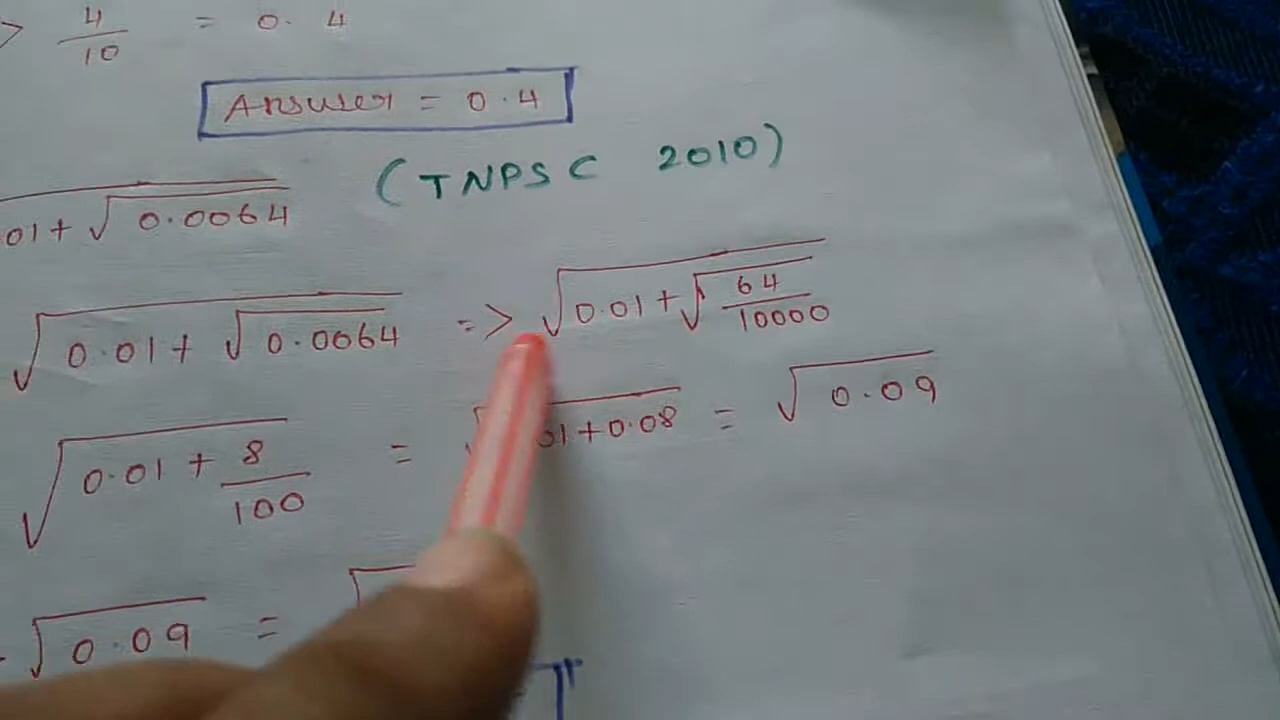 > 4/10 = 0.4
Answer = 0.4
(TNPSC 2010)
01 + √0.0064
√(0.01 + √0.0064) => √(0.01 + √(64/10000))
√(0.01 + 8/100) = √( 01 + 0.08) = √0.09
√0.09 =